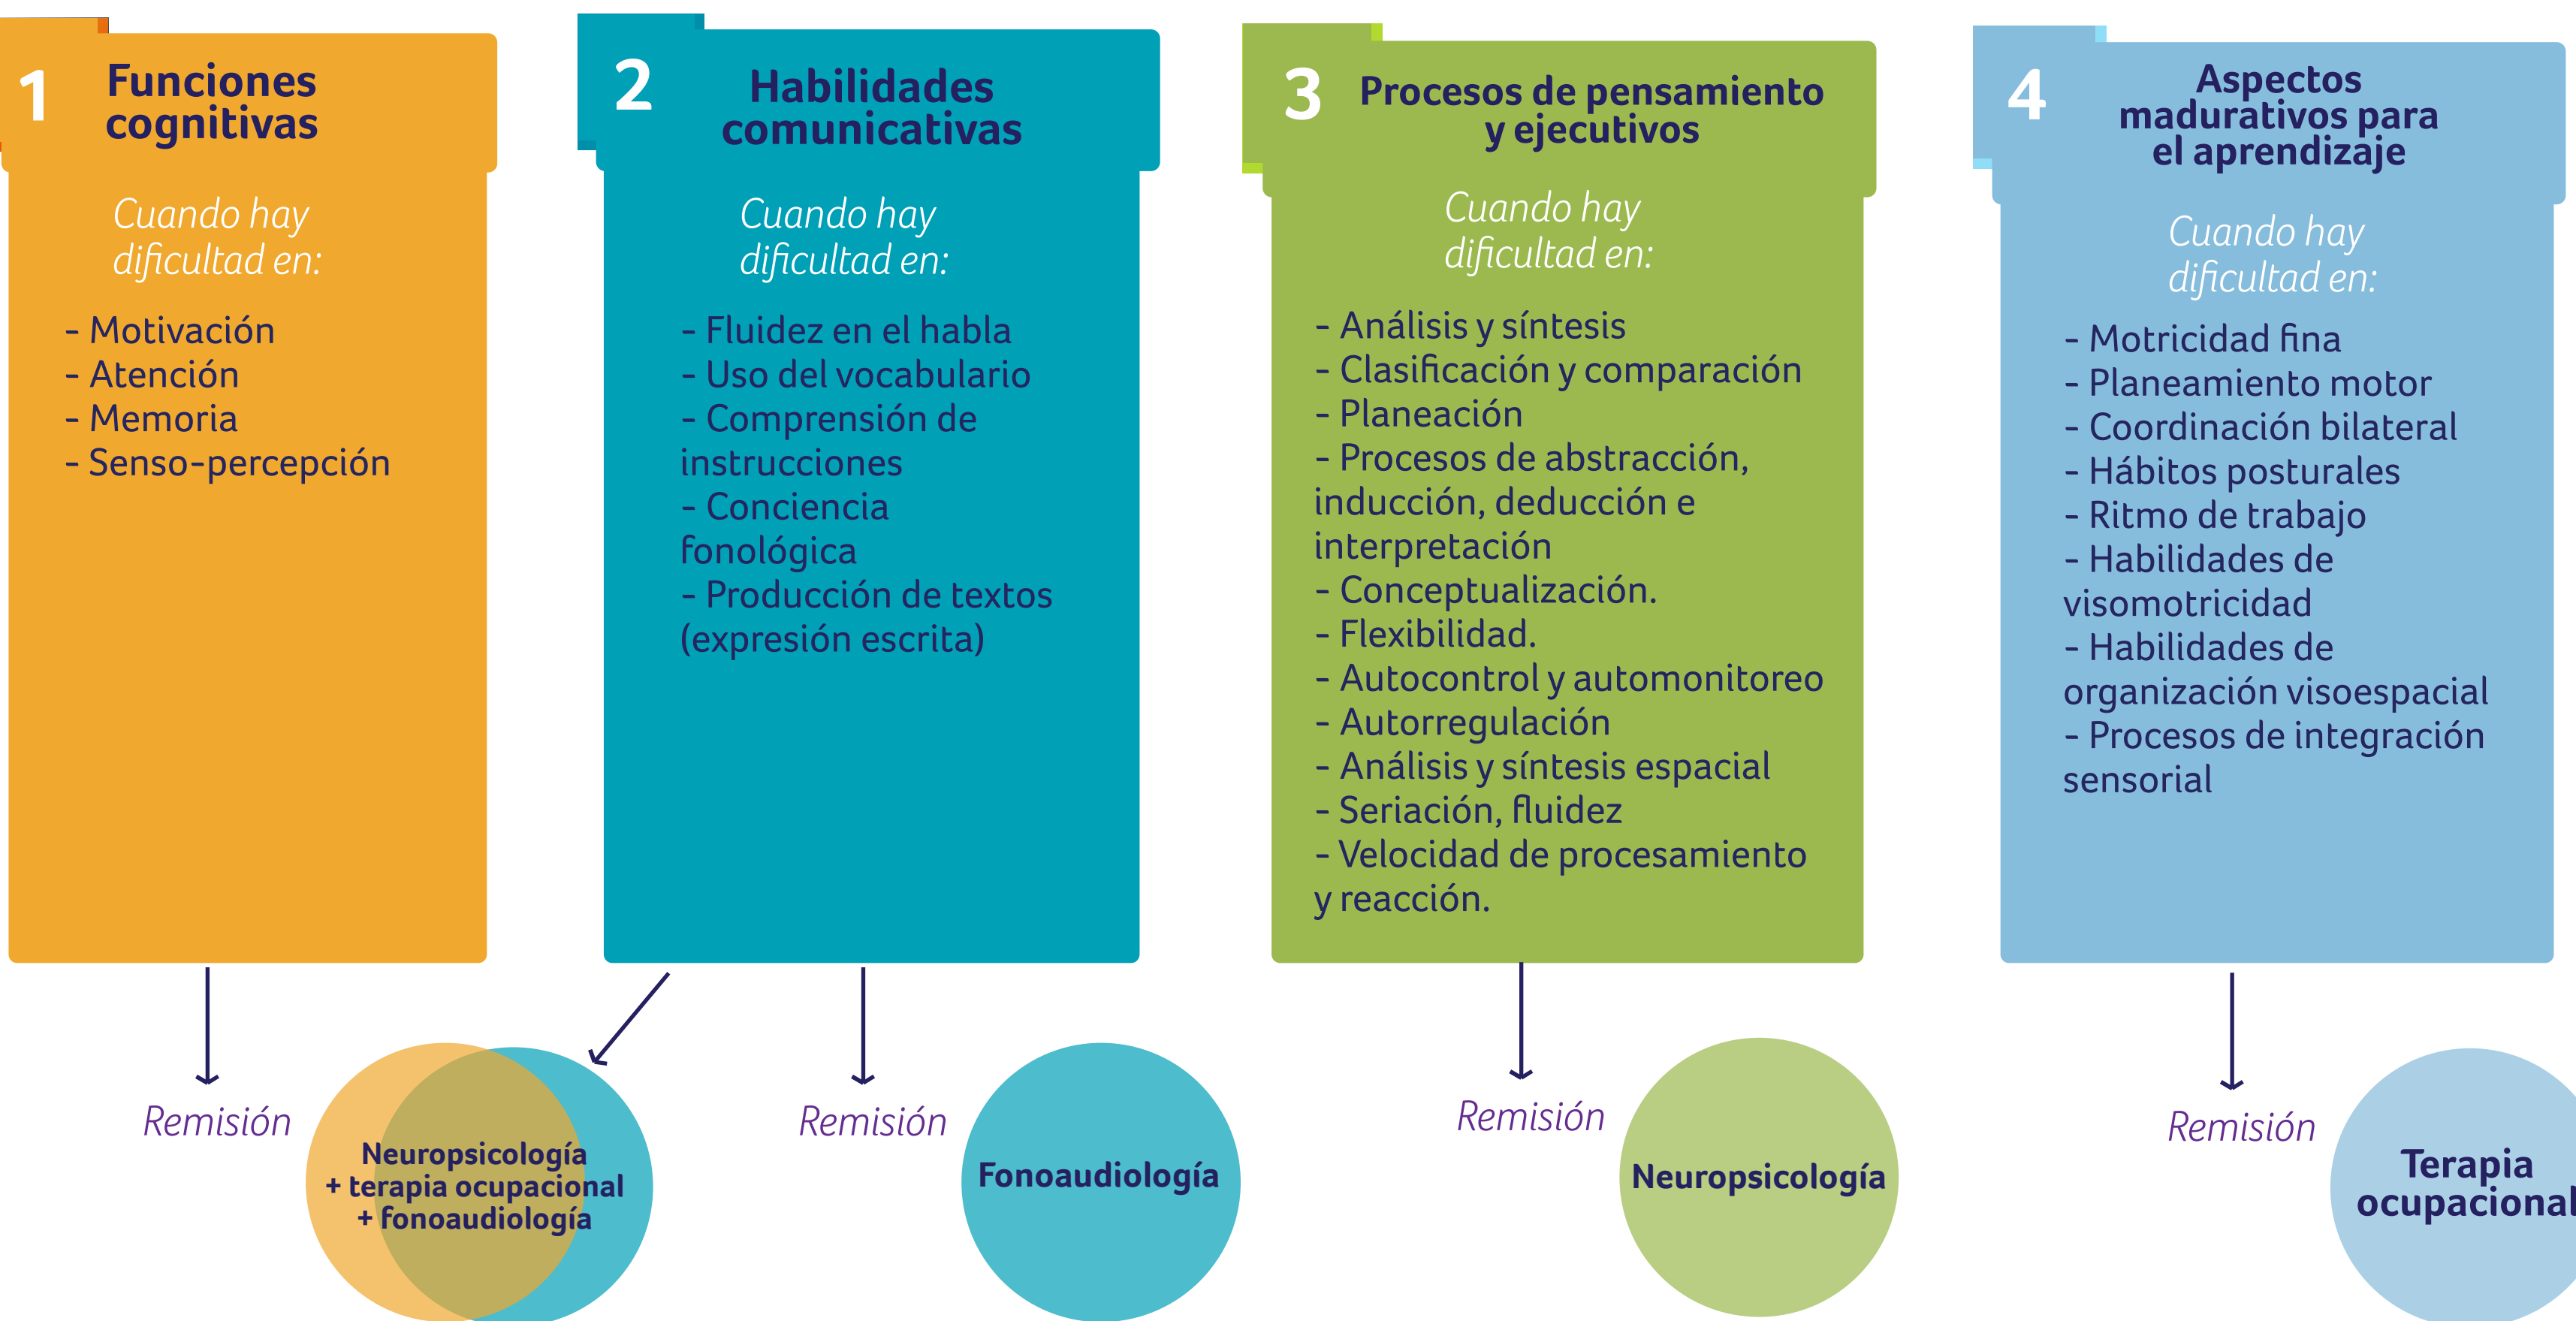 1
Funciones
cognitivas
Cuando hay
dificultad en:
- Motivación
- Atención
- Memoria
- Senso-percepción
Remisión
Neuropsicología
+ terapia ocupacional
+ fonoaudiología
2
Habilidades
comunicativas
Cuando hay
dificultad en:
- Fluidez en el habla
- Uso del vocabulario
- Comprensión de
instrucciones
- Conciencia
fonológica
- Producción de textos
(expresión escrita)
Remisión
Fonoaudiología
3
Procesos de pensamiento
y ejecutivos
Cuando hay
dificultad en:
- Análisis y síntesis
- Clasificación y comparación
- Planeación
- Procesos de abstracción,
inducción, deducción e
interpretación
- Conceptualización.
- Flexibilidad.
- Autocontrol y automonitoreo
- Autorregulación
- Análisis y síntesis espacial
- Seriación, fluidez
- Velocidad de procesamiento
y reacción.
Remisión
Neuropsicología
4
Aspectos
madurativos para
el aprendizaje
Cuando hay
dificultad en:
- Motricidad fina
- Planeamiento motor
- Coordinación bilateral
- Hábitos posturales
- Ritmo de trabajo
- Habilidades de
visomotricidad
- Habilidades de
organización visoespacial
- Procesos de integración
sensorial
Remisión
Terapia
ocupacional